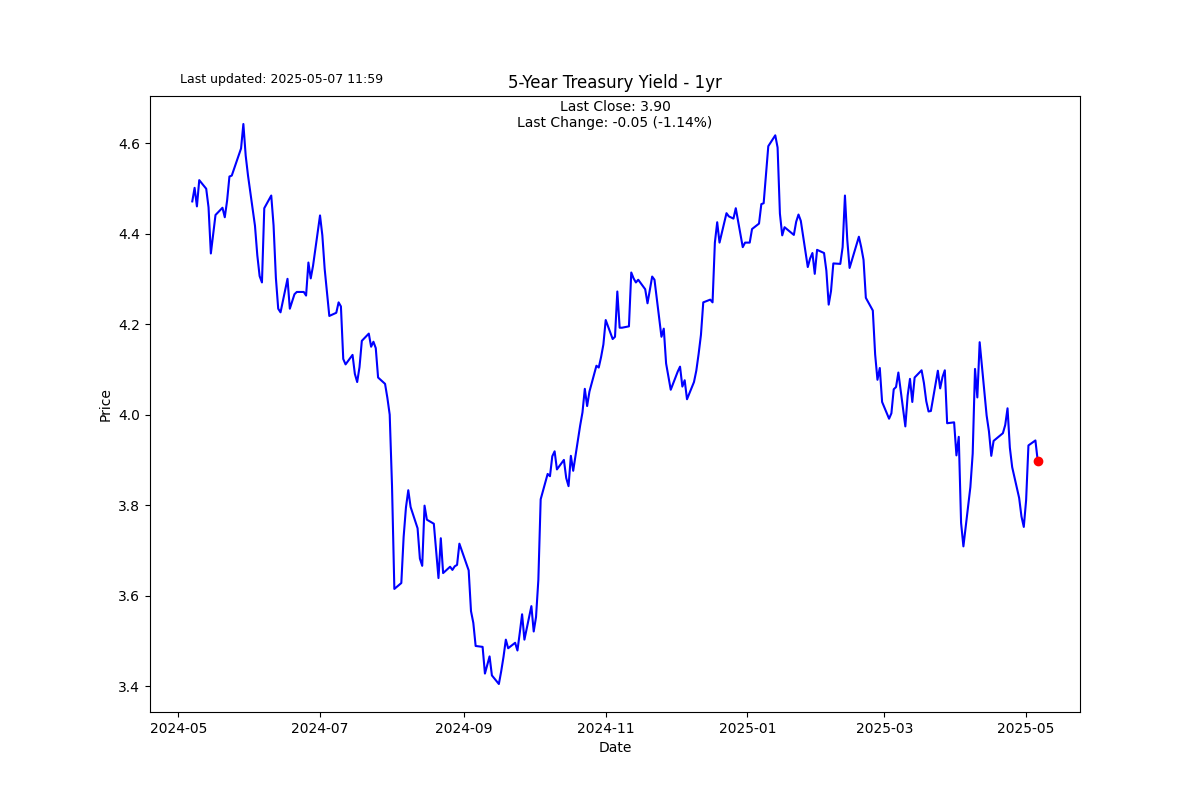 Last updated: 2025-05-07 11:59
5-Year Treasury Yield - 1yr
Last Close: 3.90
Last Change: -0.05 (-1.14%)
4.6
4.4
4.2
4.0
3.8
3.6
3.4
Price
2024-05
2024-07
2024-09
2024-11
2025-01
2025-03
2025-05
Date